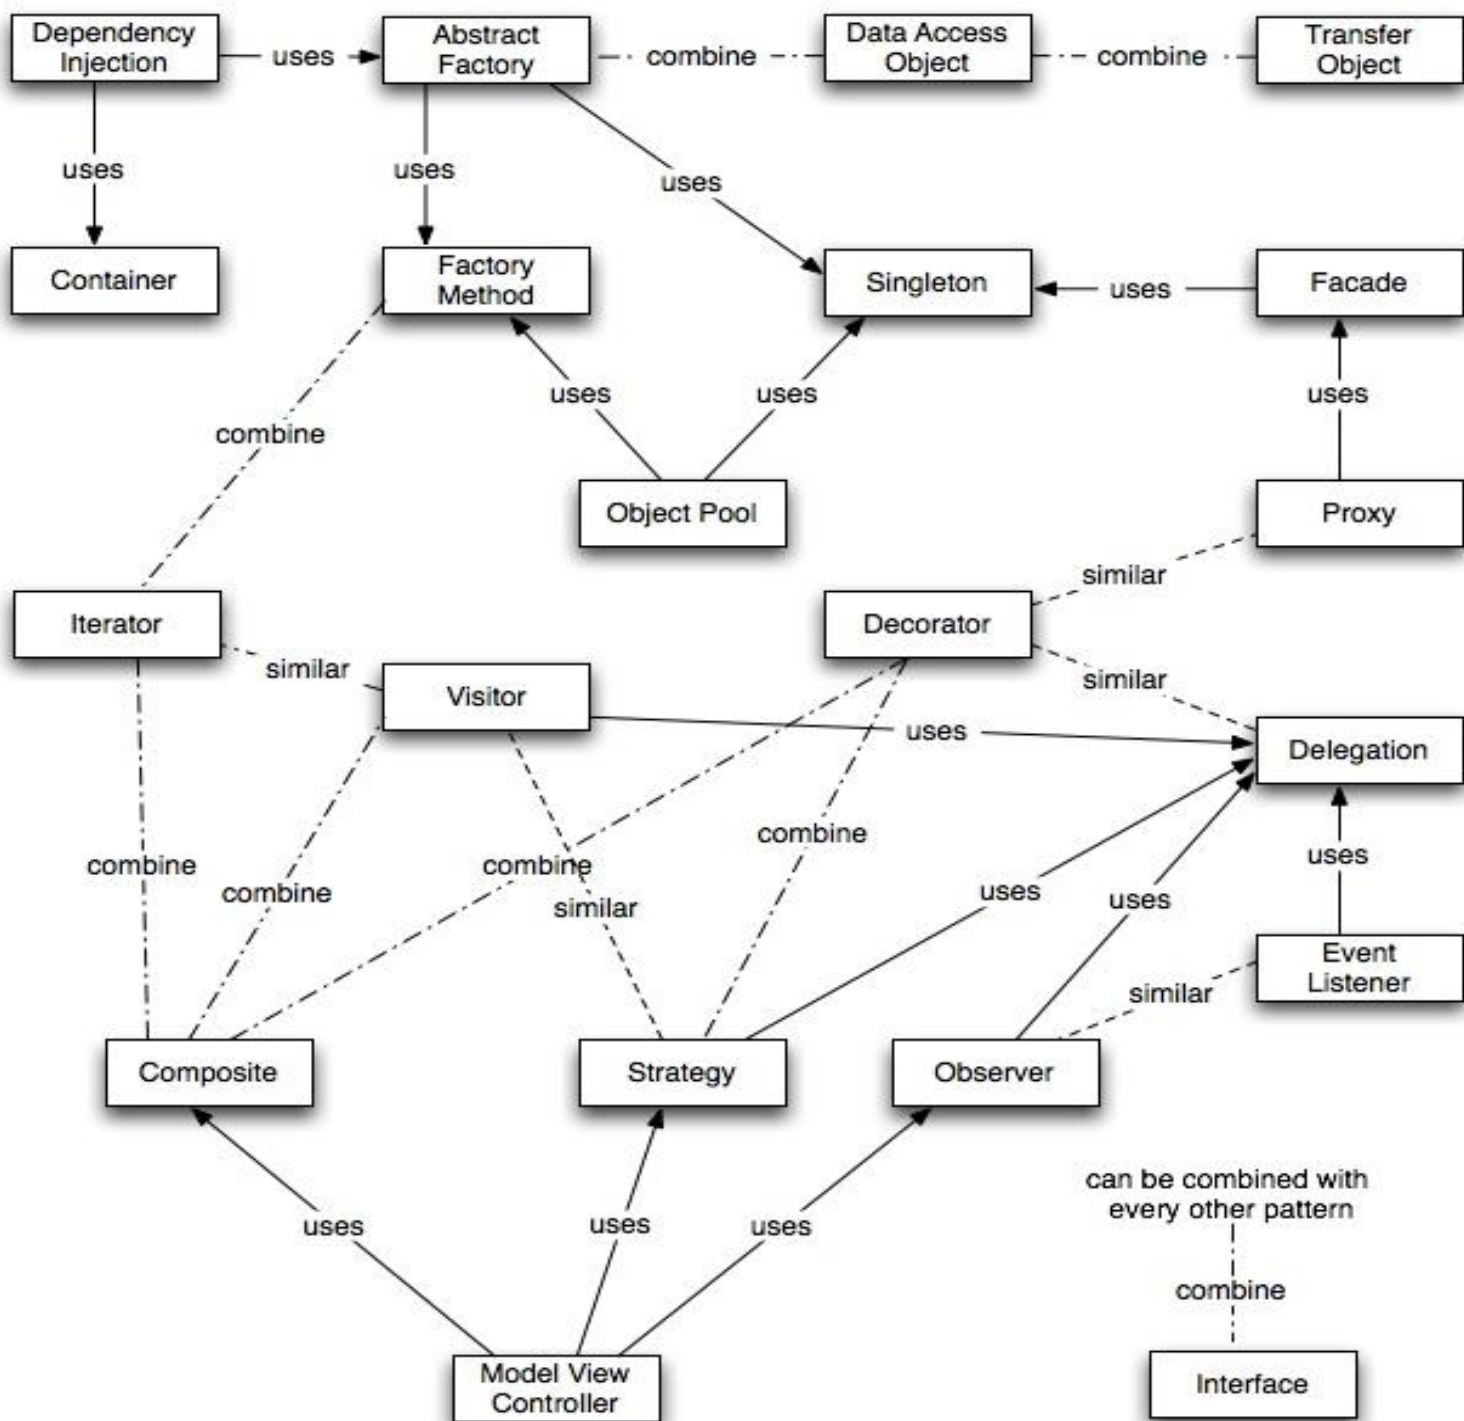 Dependency
Injection
uses
Abstract
Factory
combine
Data Access
Object
combine
Transfer
Object
uses
uses
uses
Container
Factory
Method
Singleton
uses
Facade
uses
uses
uses
combine
Object Pool
Proxy
similar
Iterator
Decorator
similar
Visitor
similar
uses
Delegation
combine
combine
combine
similar
combine
uses
uses
uses
Event
Listener
similar
Composite
Strategy
Observer
can be combined with
every other pattern
uses
uses
uses
combine
Model View
Controller
Interface